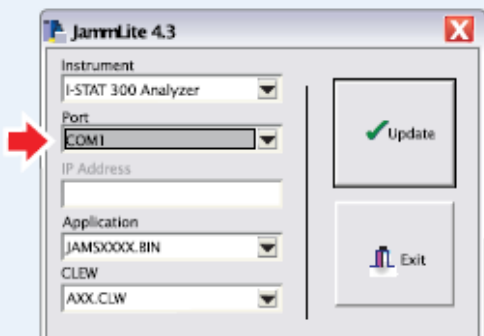 JammLite 4.3
Instrument
I-STAT 300 Analyzer
Port
COM1
IP Address
Application
JAMSXXXX.BIN
CLEW
AXX.CLW
Update
Exit